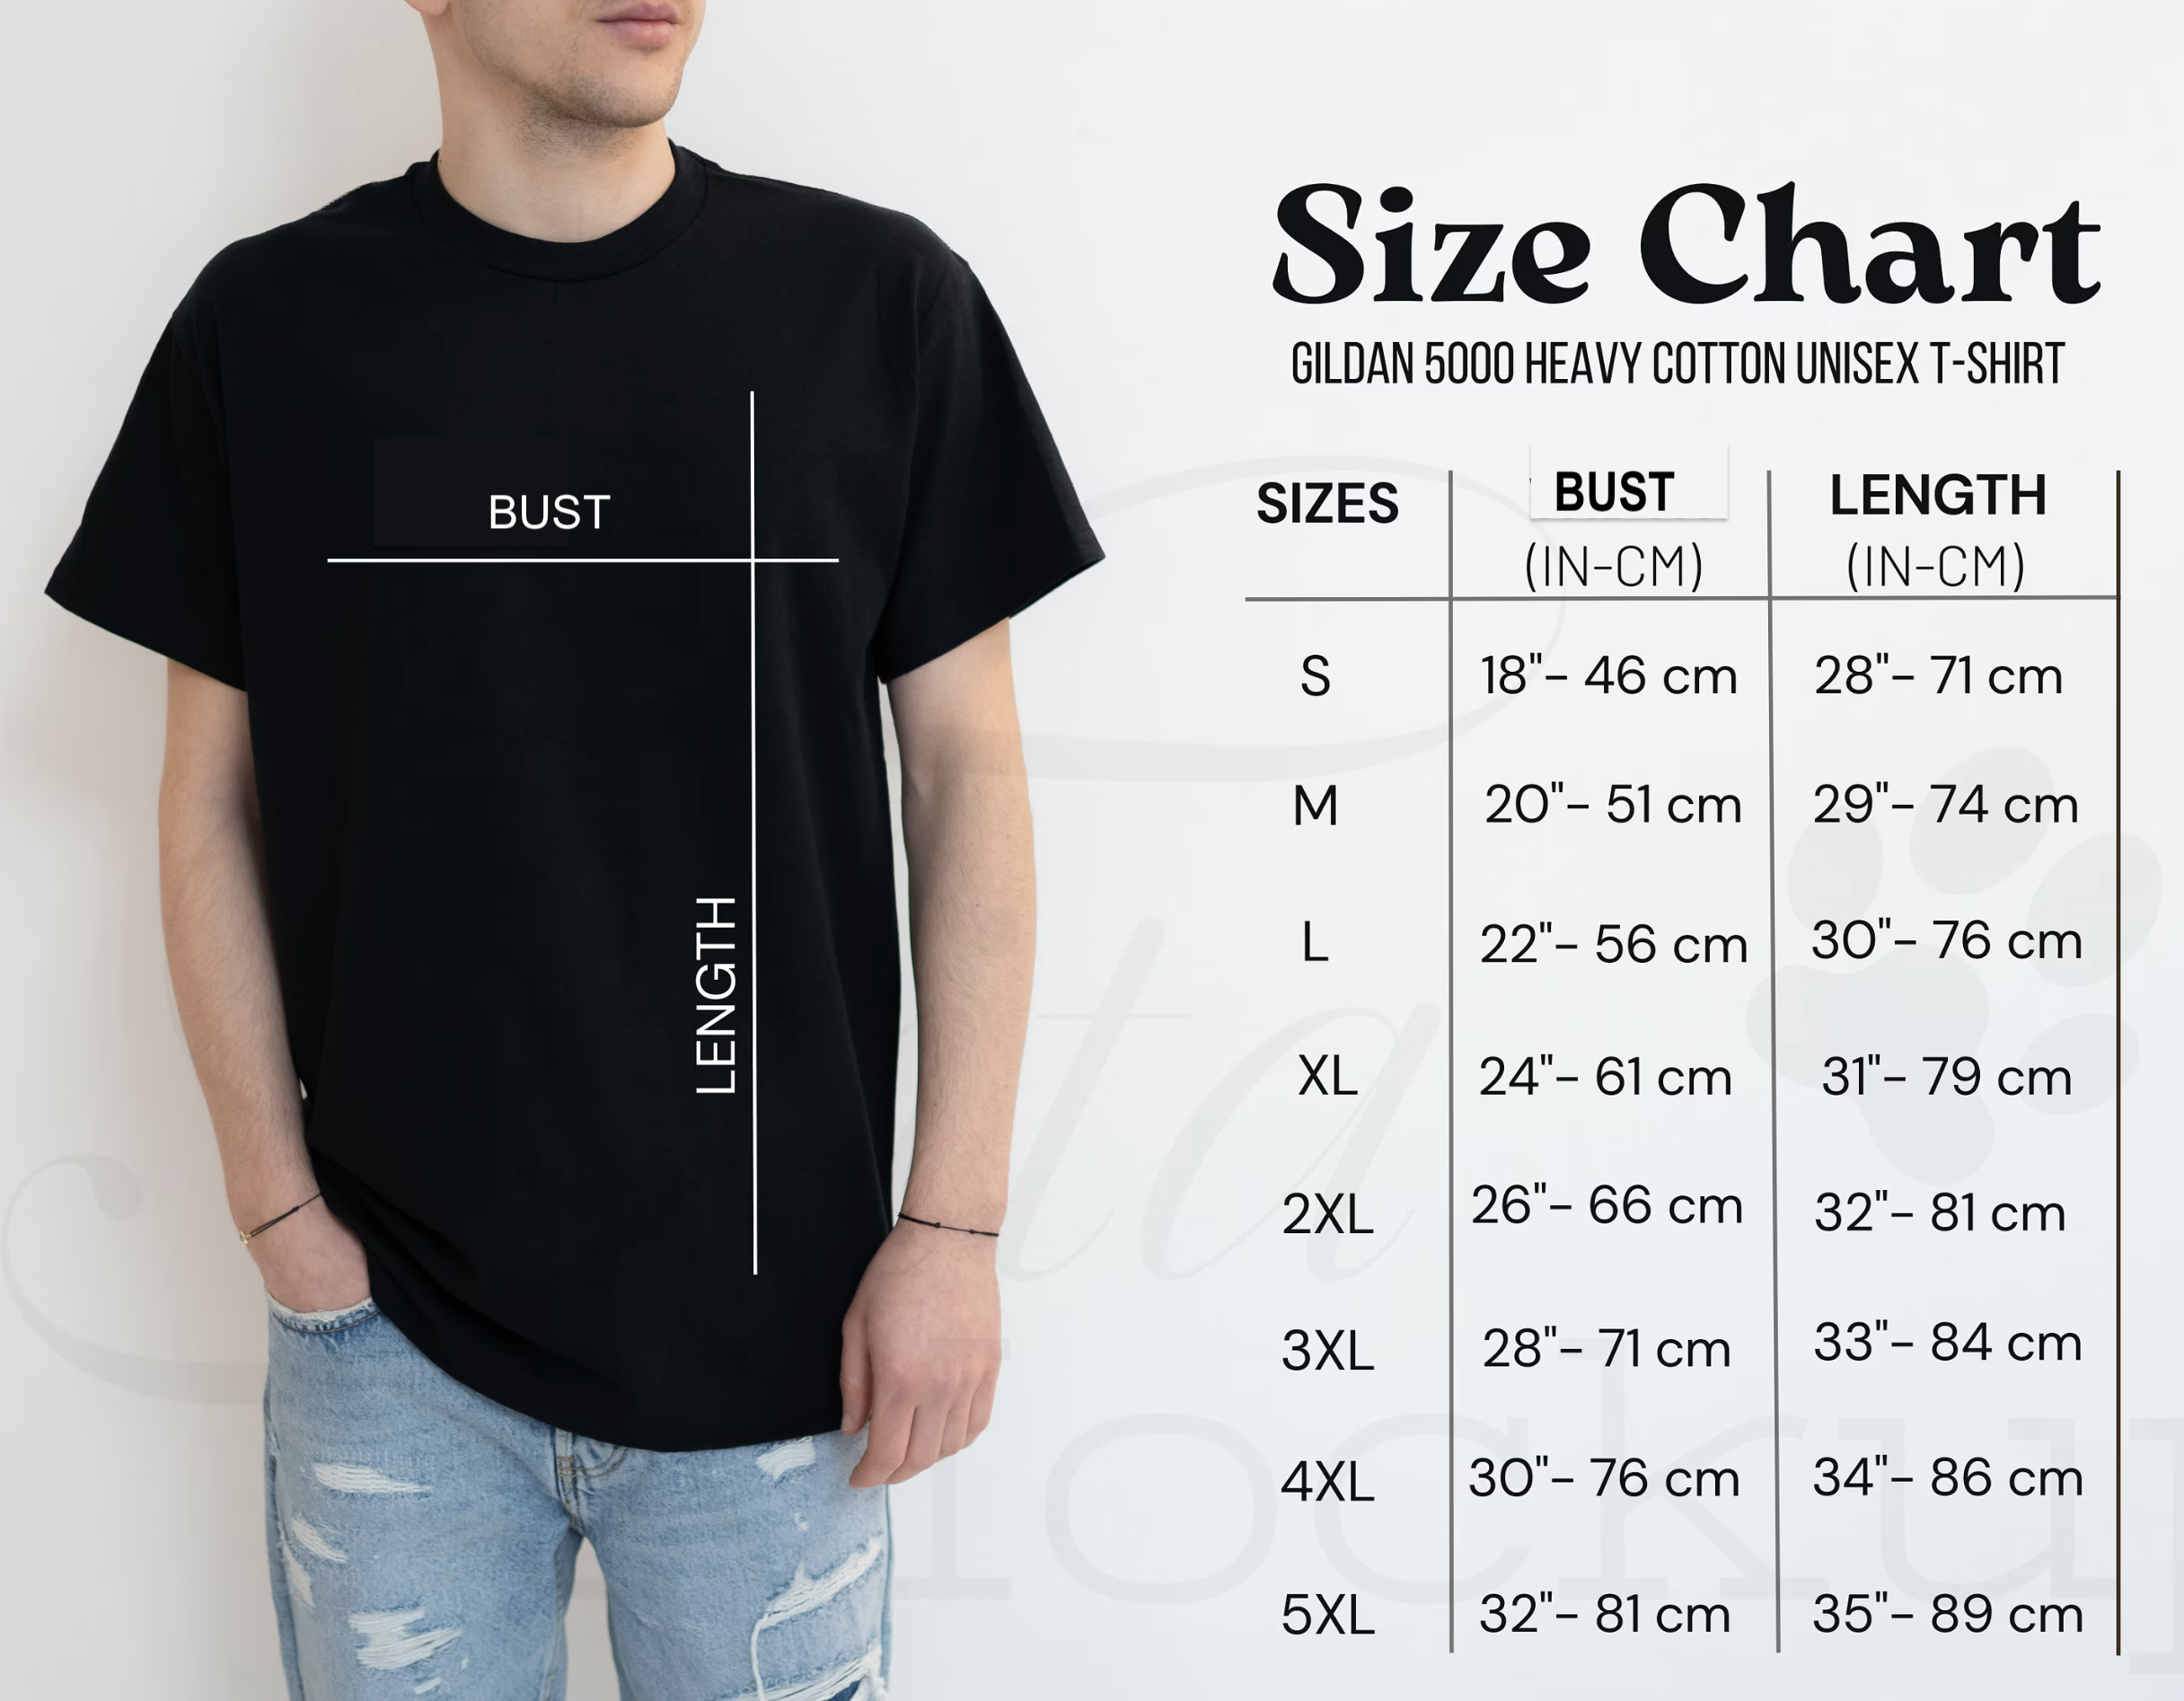 Size Chart
GILDAN 5000 HEAVY COTTON UNISEX T-SHIRT
SIZES BUST LENGTH
(IN-CM) (IN-CM)
S 18"- 46 cm 28"- 71 cm
M 20"- 51 cm 29"- 74 cm
L 22"- 56 cm 30"- 76 cm
XL 24"- 61 cm 31"- 79 cm
2XL 26"- 66 cm 32"- 81 cm
3XL 28"- 71 cm 33"- 84 cm
4XL 30"- 76 cm 34"- 86 cm
5XL 32"- 81 cm 35"- 89 cm
BUST
LENGTH